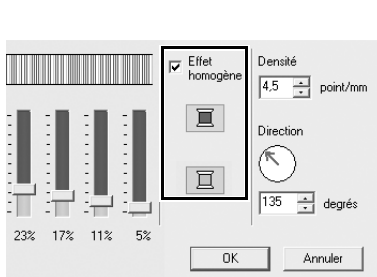 Effet
homogène
Densité
4,5 point/mm
Direction
135 degrés
23% 17% 11% 5%
OK Annuler